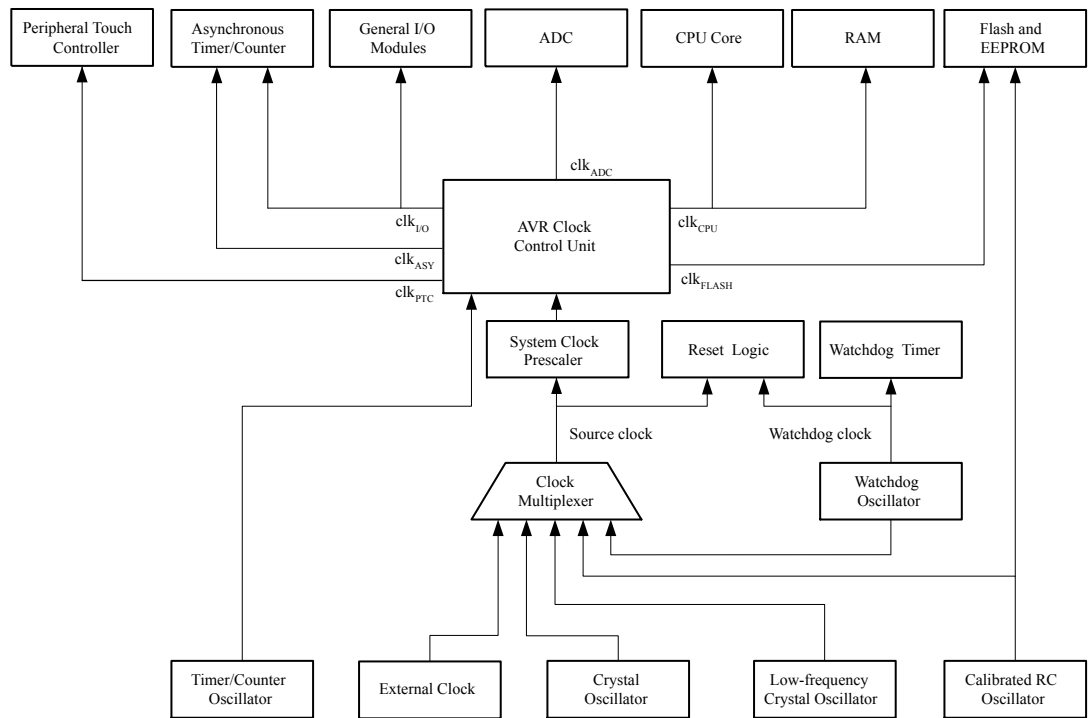 Peripheral Touch
Controller
Asynchronous
Timer/Counter
General I/O
Modules
ADC
CPU Core
RAM
Flash and
EEPROM
clkADC
clkI/O
AVR Clock
Control Unit
clkCPU
clkASY
clkFLASH
clkPTC
System Clock
Prescaler
Reset Logic
Watchdog Timer
Source clock
Watchdog clock
Clock
Multiplexer
Watchdog
Oscillator
Timer/Counter
Oscillator
External Clock
Crystal
Oscillator
Low-frequency
Crystal Oscillator
Calibrated RC
Oscillator